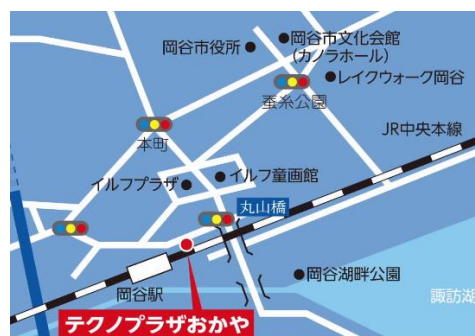 岡谷市役所
岡谷市文化会館
(カノラホール)
レイクウォーク岡谷
蚕糸公園
JR中央本線
本町
イルフプラザ
イルフ童画館
丸山橋
岡谷湖畔公園
諏訪湖
岡谷駅
テクノプラザおかや